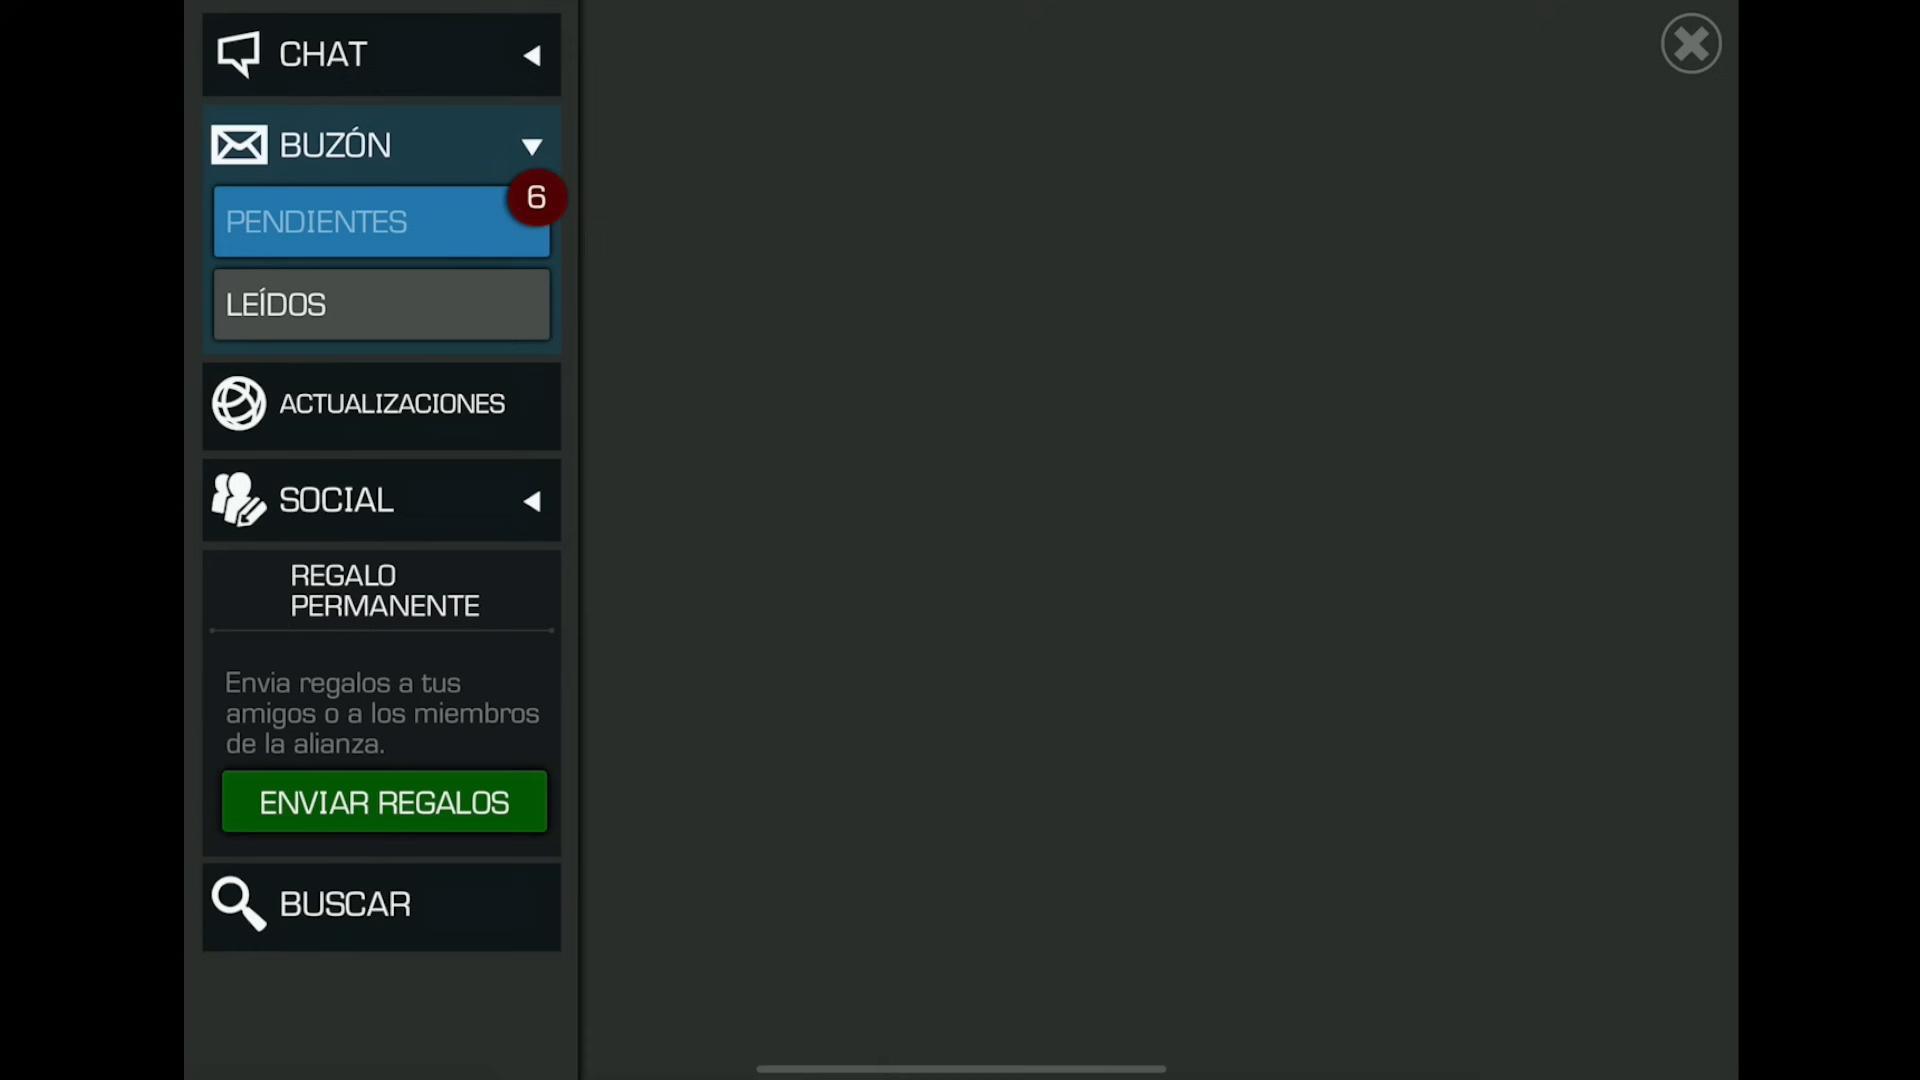 CHAT
BUZÓN
6
PENDIENTES
LEÍDOS
ACTUALIZACIONES
SOCIAL
REGALO
PERMANENTE
Envia regalos a tus
amigos o a los miembros
de la alianza.
ENVIAR REGALOS
BUSCAR